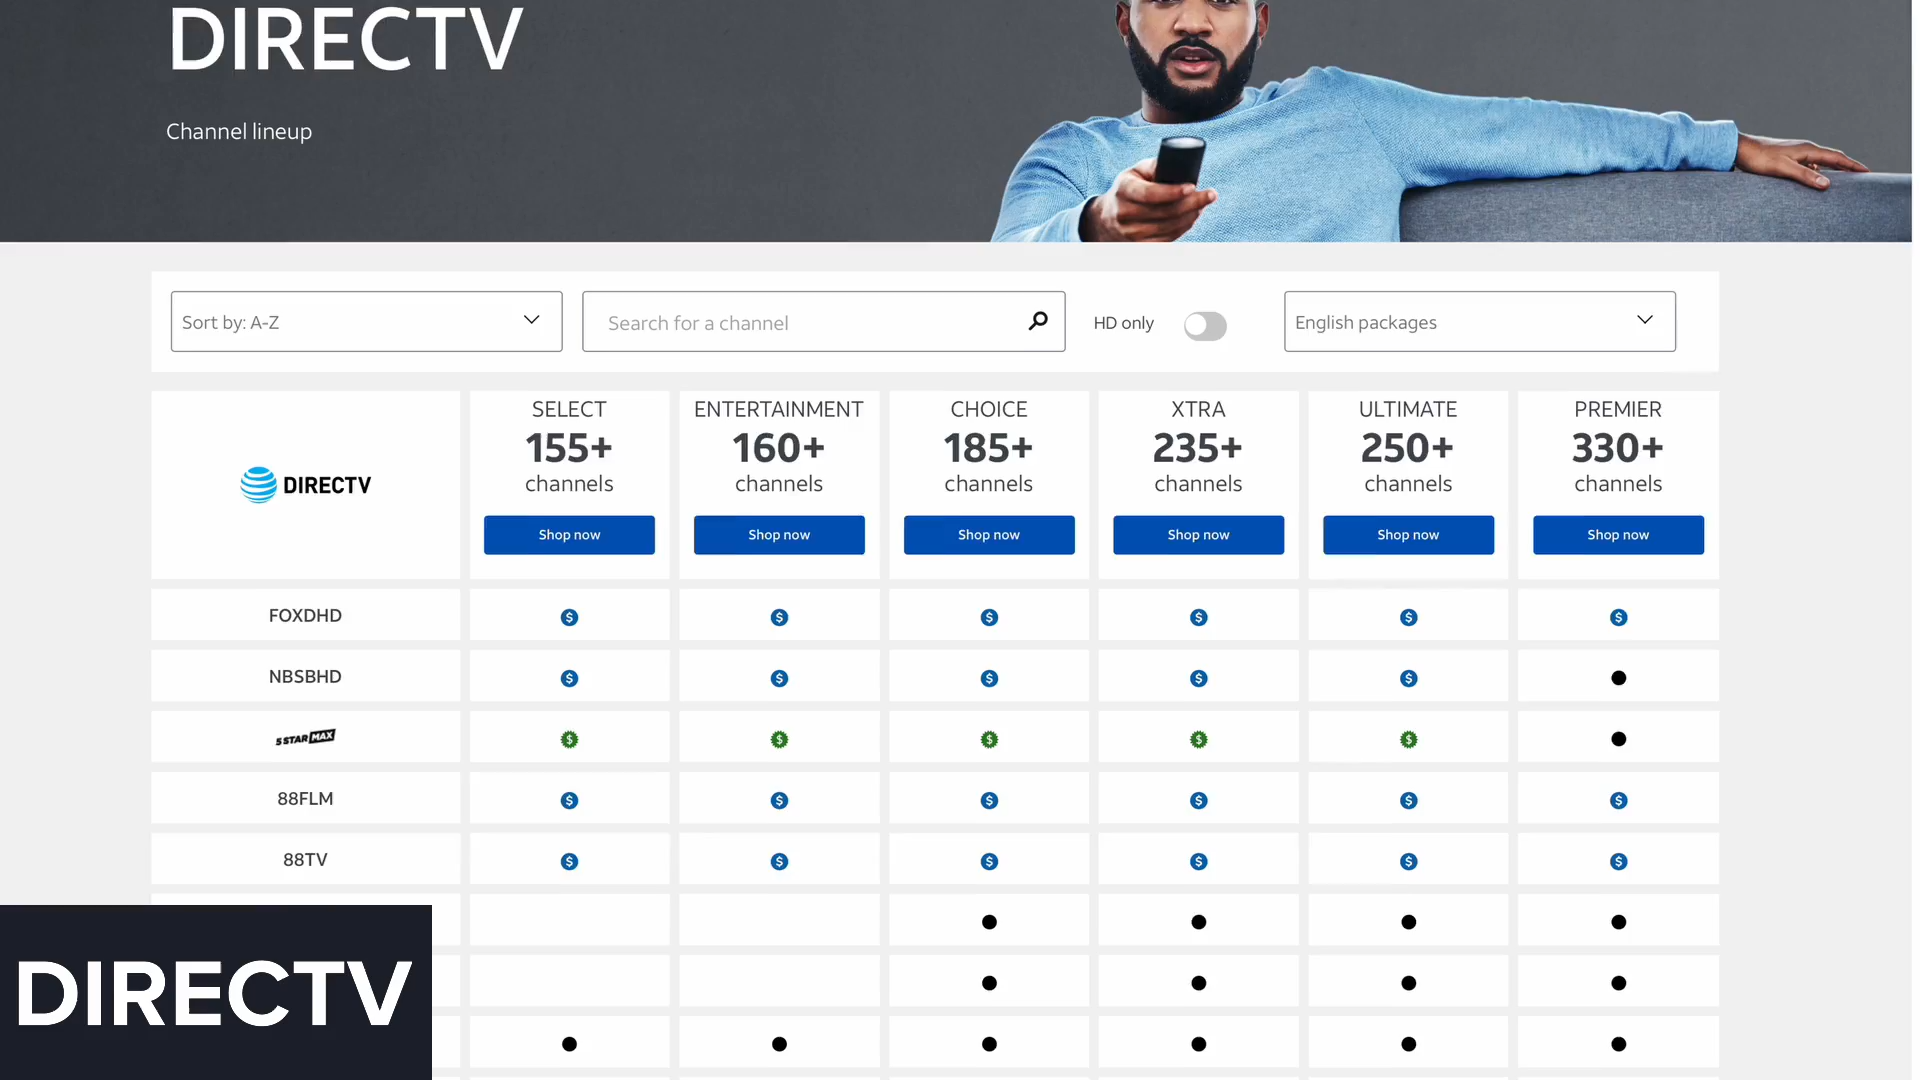 DIRECTV
Channel lineup
Sort by: A-Z
Search for a channel
HD only
English packages
DIRECTV
SELECT
155+
channels
Shop now
ENTERTAINMENT
160+
channels
Shop now
CHOICE
185+
channels
Shop now
XTRA
235+
channels
Shop now
ULTIMATE
250+
channels
Shop now
PREMIER
330+
channels
Shop now
FOXDHD
$ $ $ $ $ $
NBSBHD
$ $ $ $ $
5STARMAX
$ $ $ $ $
88FLM
$ $ $ $ $ $
88TV
$ $ $ $ $ $
DIRECTV